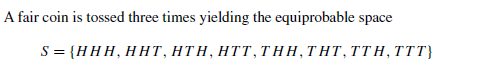 A fair coin is tossed three times yielding the equiprobable space
S = {HHH, HHT, HTH, HTT, THH, THT, TTH, TTT}